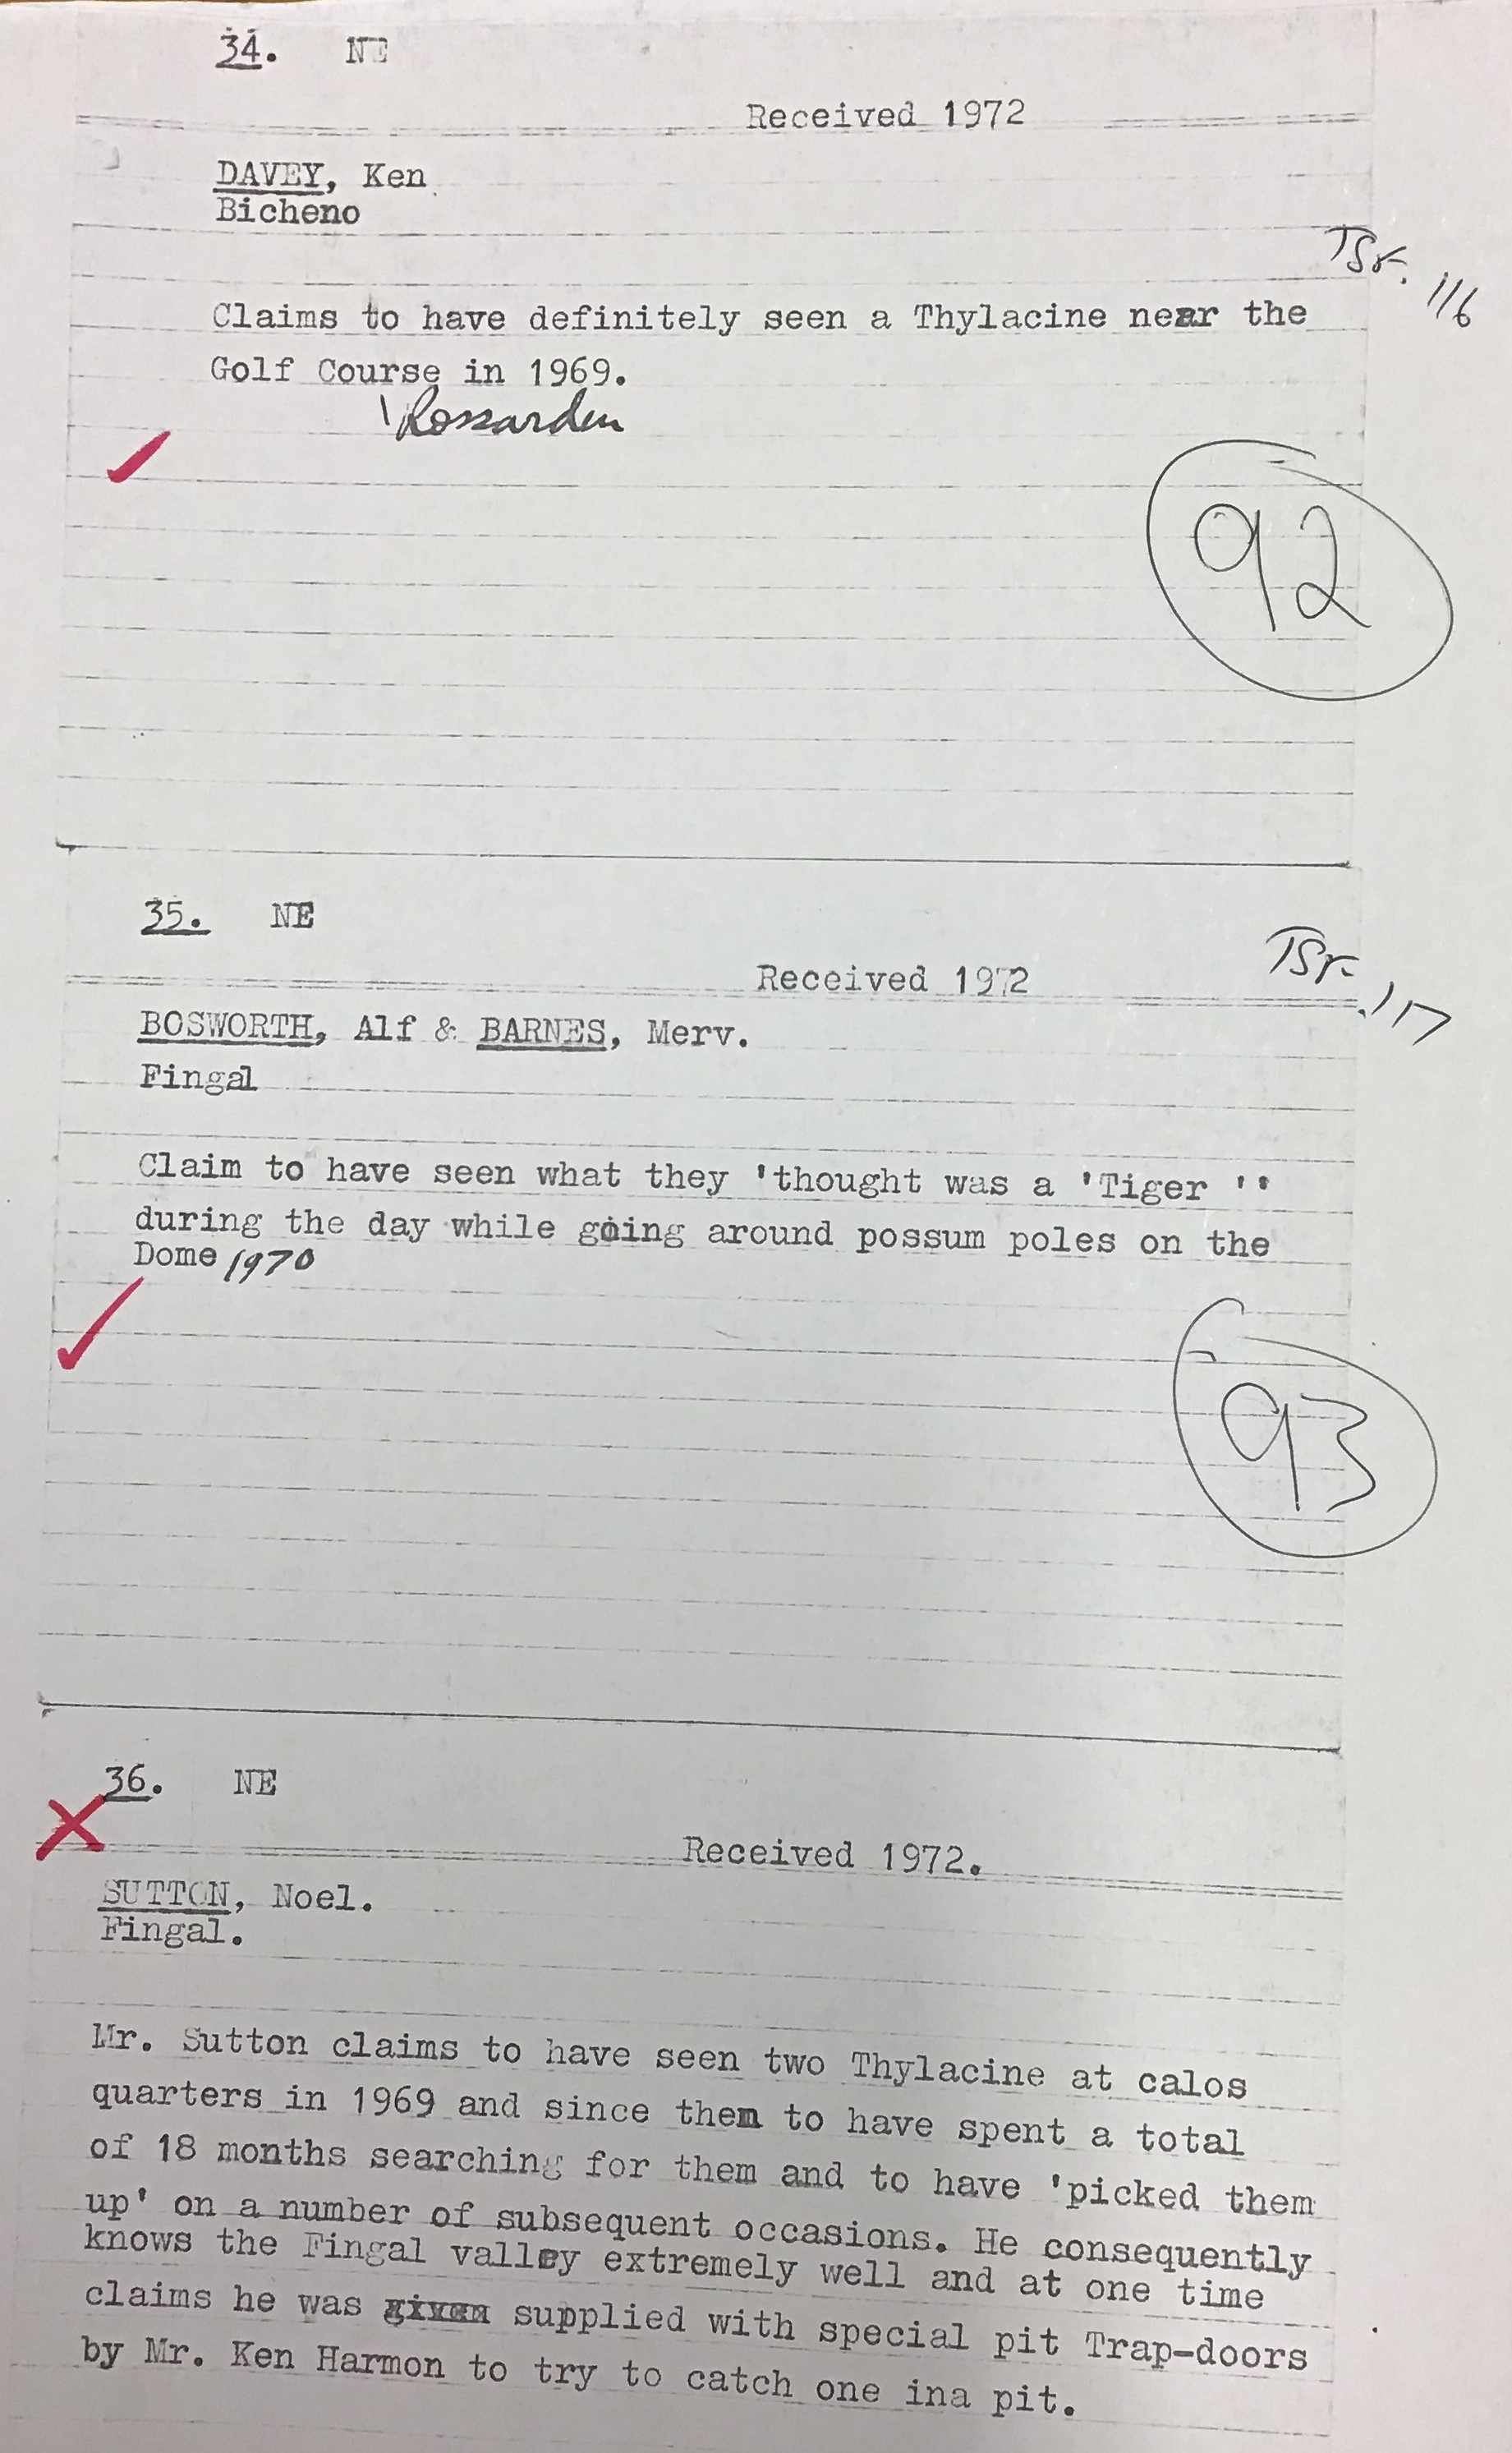 34. NE
Received 1972
DAVEY, Ken
Bicheno
TSr. 116
Claims to have definitely seen a Thylacine near the
Golf Course in 1969.
Rossarden
92
35. NE
Received 1972
TSr. 117
BOSWORTH, Alf & BARNES, Merv.
Fingal
Claim to have seen what they 'thought was a 'Tiger ''
during the day while going around possum poles on the
Dome 1970
93
36. NE
Received 1972.
SUTTON, Noel.
Fingal.
Mr. Sutton claims to have seen two Thylacine at calos
quarters in 1969 and since then to have spent a total
of 18 months searching for them and to have 'picked them
up' on a number of subsequent occasions. He consequently
knows the Fingal valley extremely well and at one time
claims he was given supplied with special pit Trap-doors
by Mr. Ken Harmon to try to catch one ina pit.